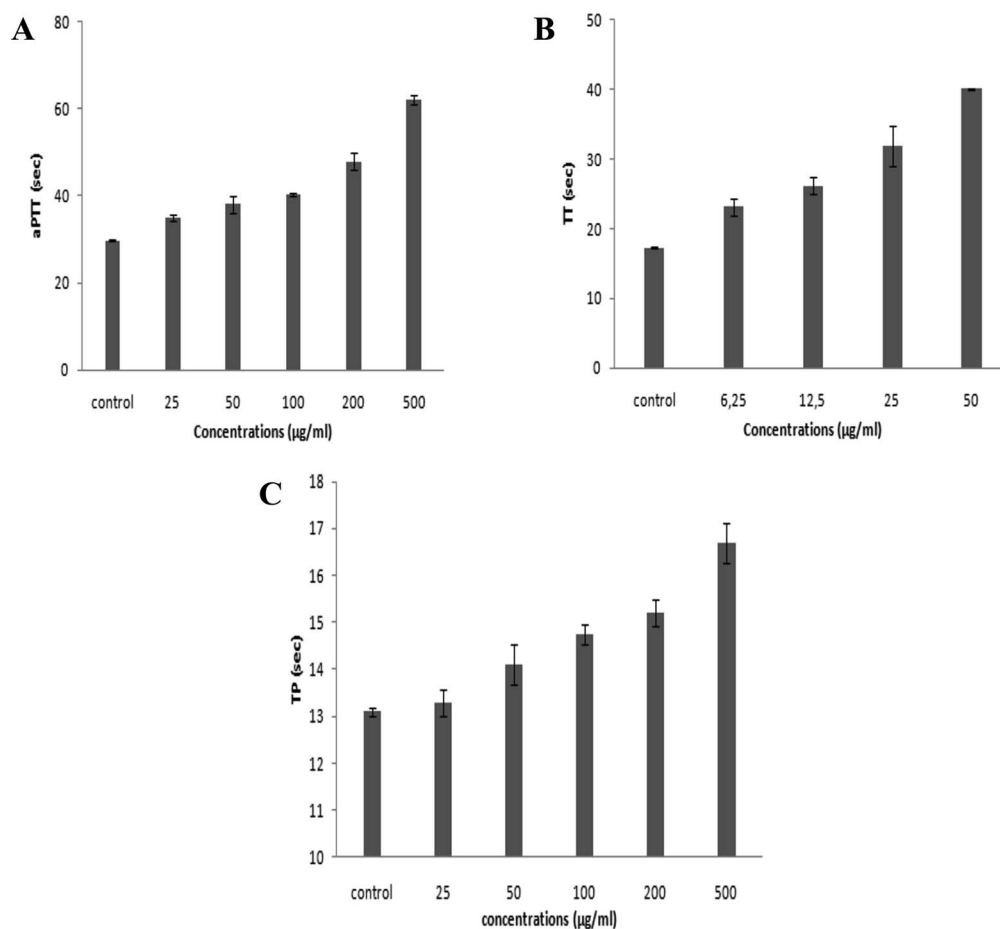 A
aPTT (sec)
80
60
40
20
0
control 25 50 100 200 500
Concentrations (µg/ml)
B
TT (sec)
50
40
30
20
10
0
control 6,25 12,5 25 50
Concentrations (µg/ml)
C
TP (sec)
18
17
16
15
14
13
12
11
10
control 25 50 100 200 500
concentrations (µg/ml)